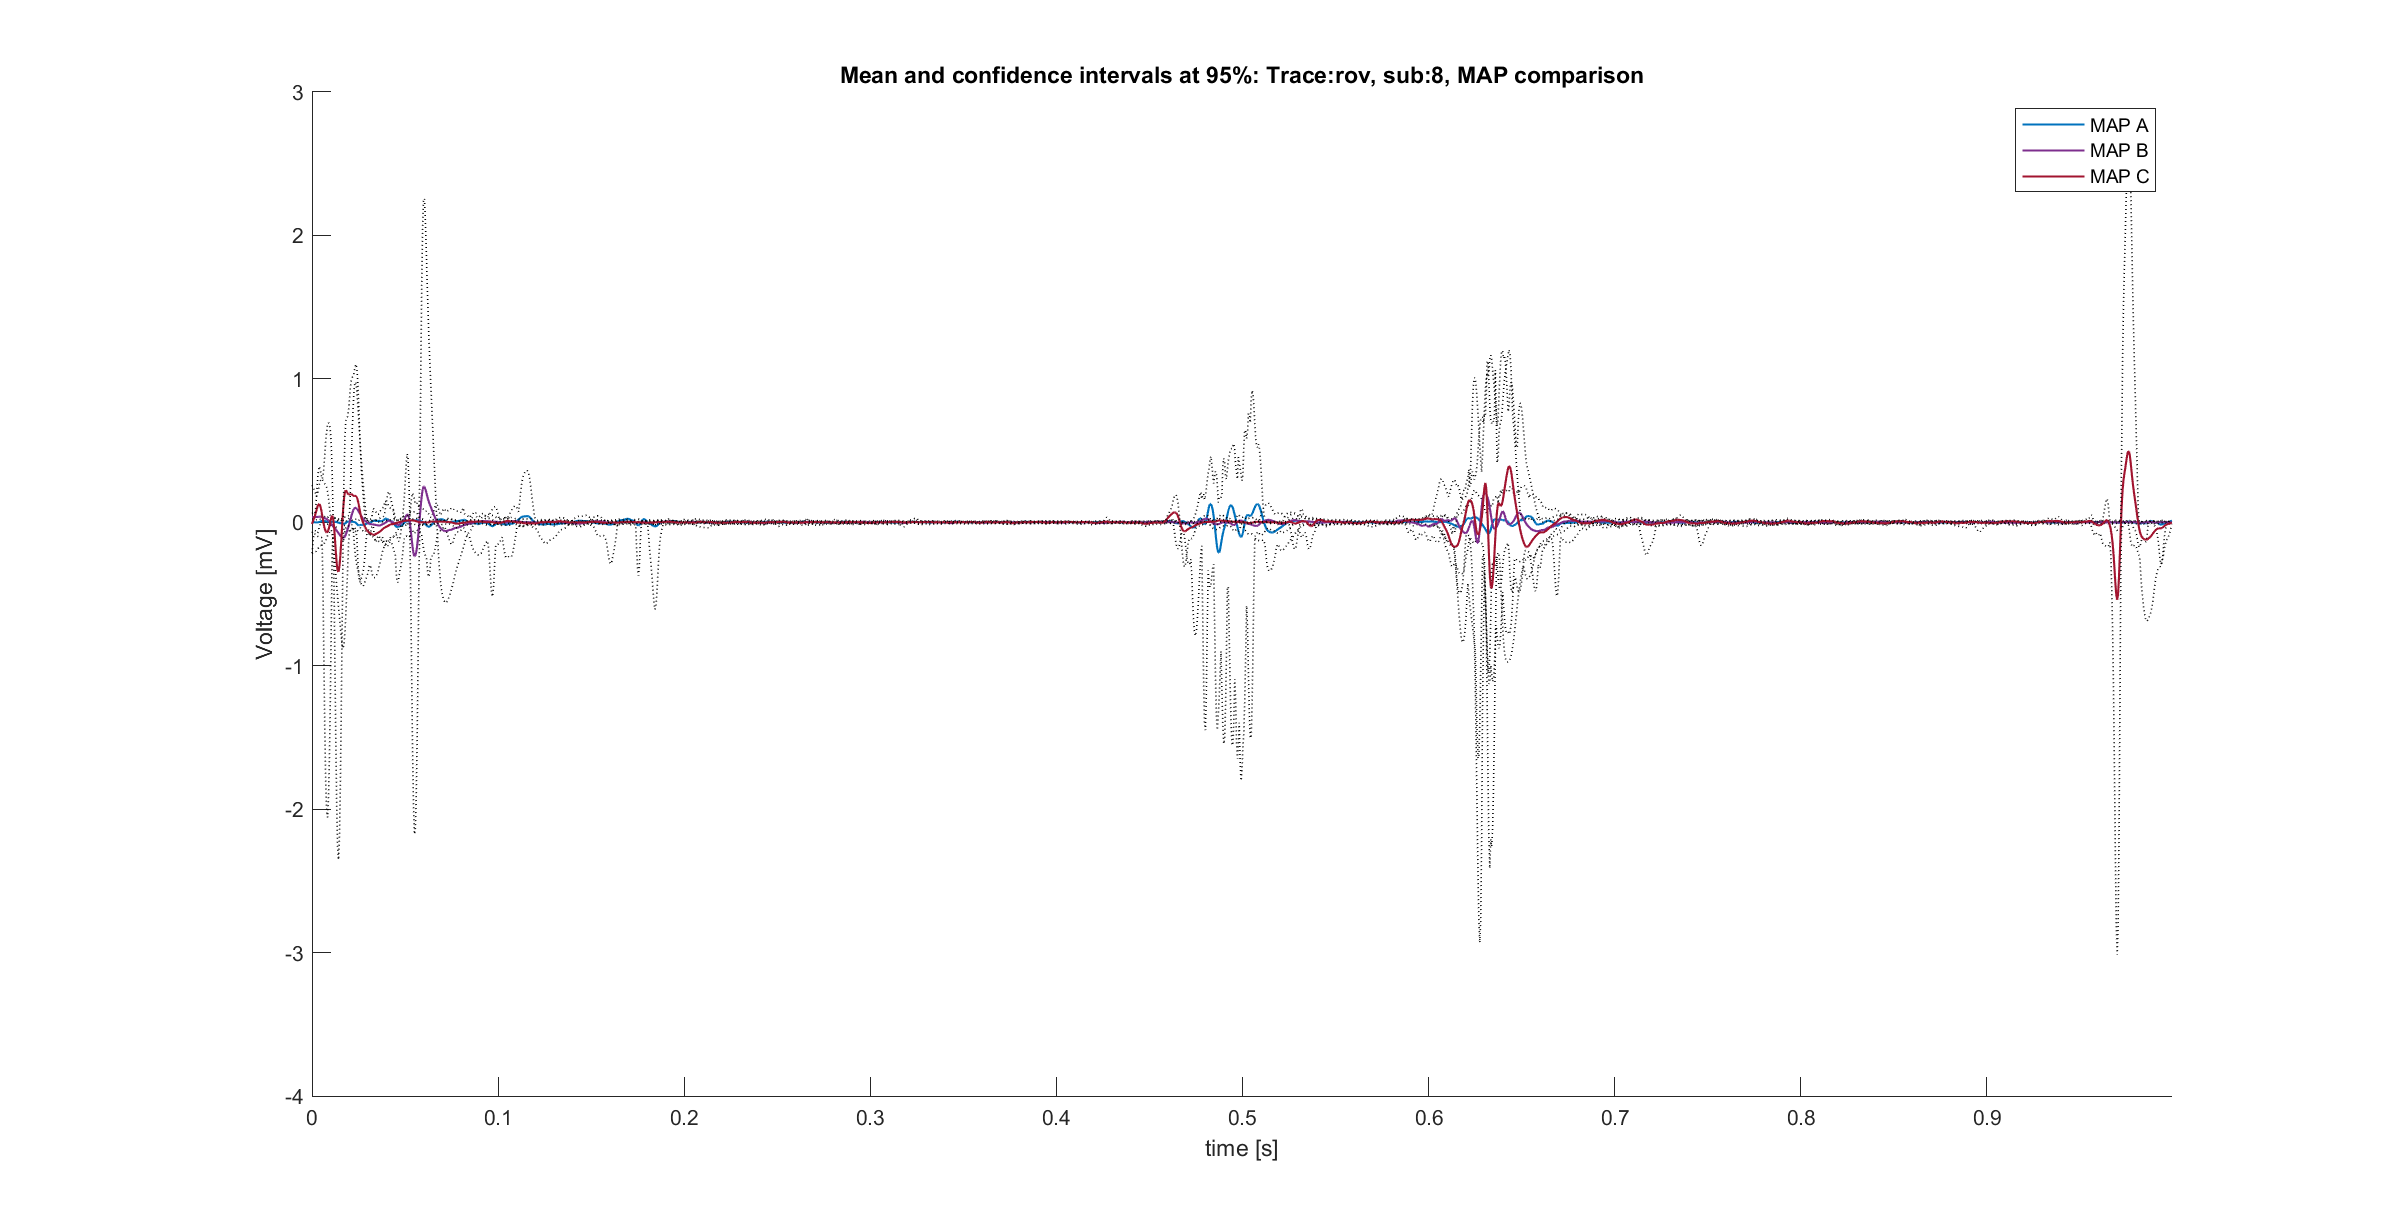 Mean and confidence intervals at 95%: Trace:rov, sub:8, MAP comparison
MAP A
MAP B
MAP C
3
2
1
0
-1
-2
-3
-4
Voltage [mV]
0 0.1 0.2 0.3 0.4 0.5 0.6 0.7 0.8 0.9
time [s]